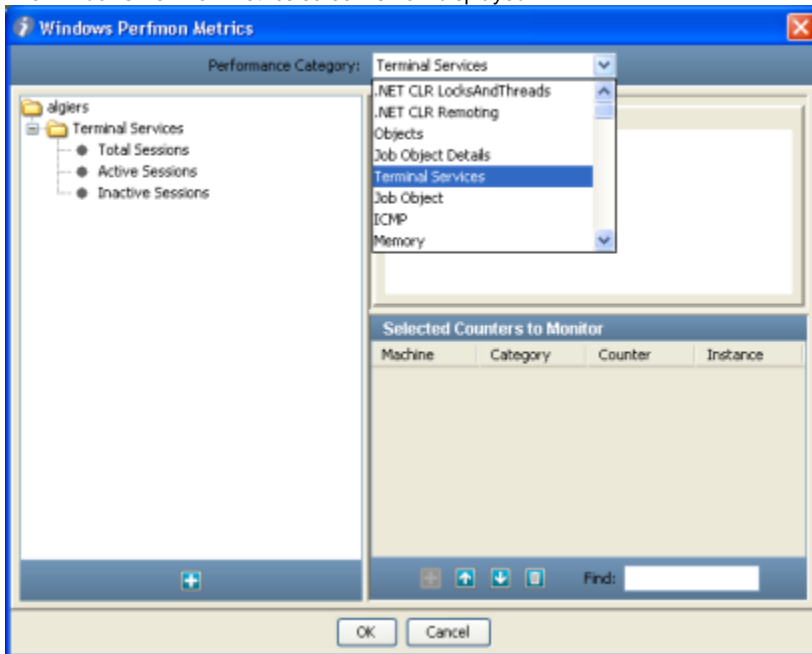 Windows Perfmon Metrics
Performance Category: Terminal Services
.NET CLR LocksAndThreads
.NET CLR Remoting
Objects
Job Object Details
Terminal Services
Job Object
ICMP
Memory
algiers
Terminal Services
Total Sessions
Active Sessions
Inactive Sessions
Selected Counters to Monitor
Machine Category Counter Instance
Find:
OK Cancel